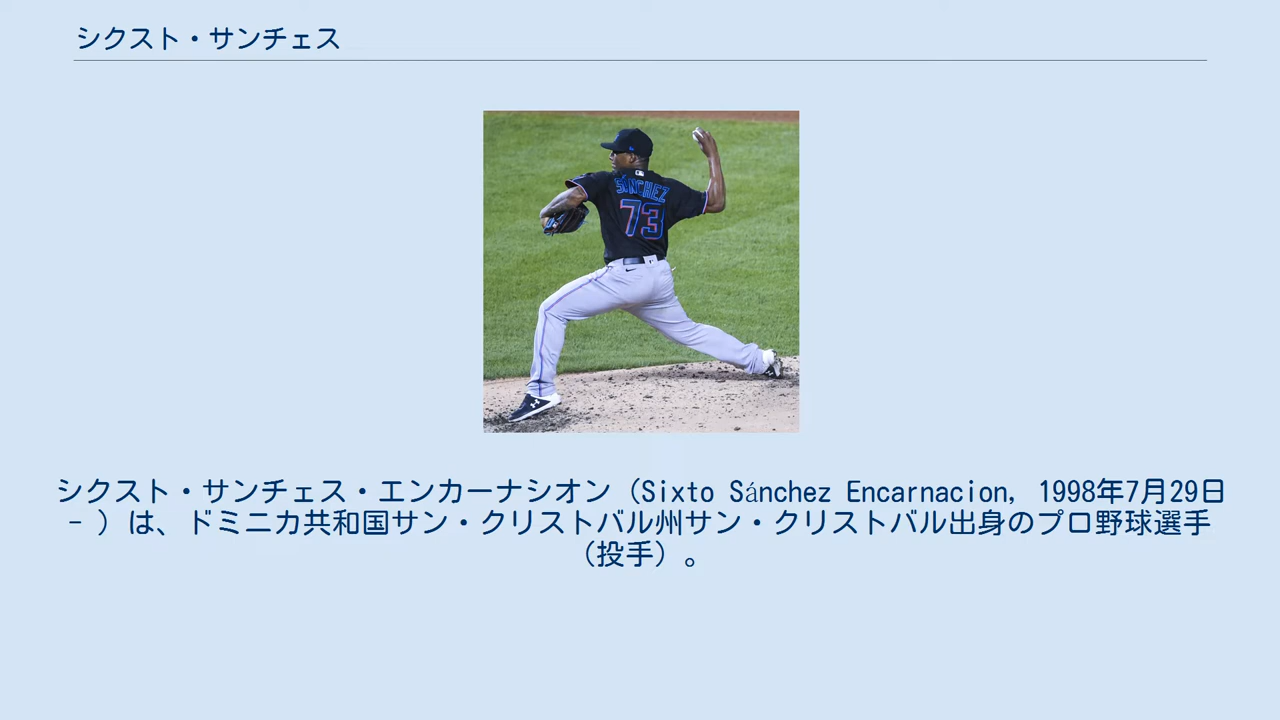 シクスト・サンチェス
SÁNCHEZ
73
シクスト・サンチェス・エンカーナシオン（Sixto Sánchez Encarnacion, 1998年7月29日
- ）は、ドミニカ共和国サン・クリストバル州サン・クリストバル出身のプロ野球選手
（投手）。